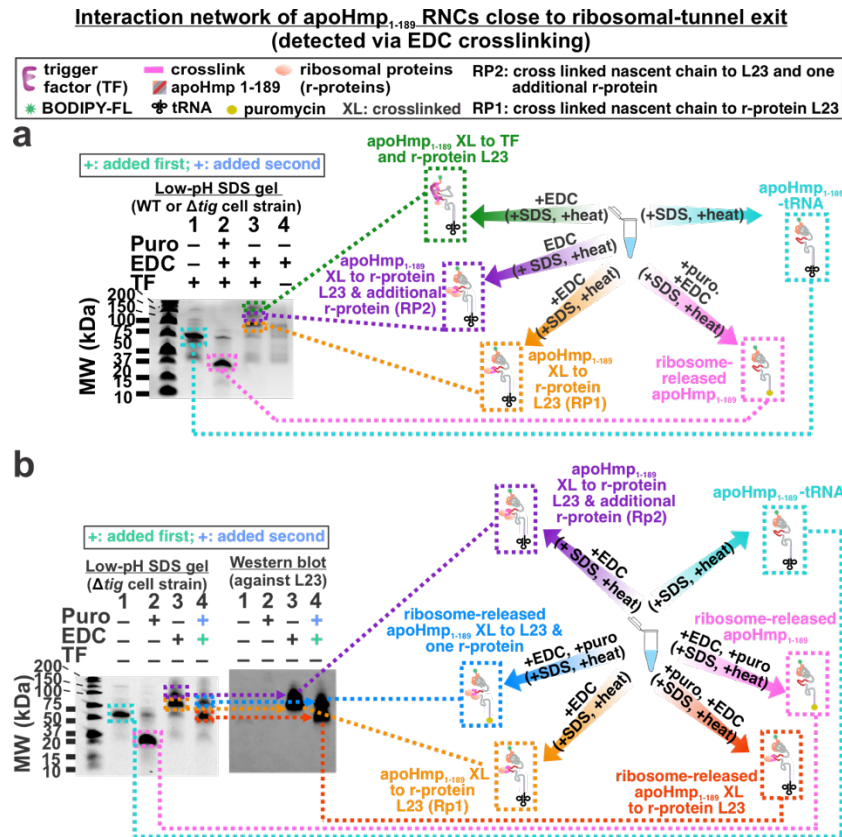 Interaction network of apoHmp1-189 RNCs close to ribosomal-tunnel exit
(detected via EDC crosslinking)
trigger
factor (TF)
crosslink
apoHmp 1-189
ribosomal proteins
(r-proteins)
RP2: cross linked nascent chain to L23 and one
additional r-protein
BODIPY-FL
tRNA
puromycin
XL: crosslinked
RP1: cross linked nascent chain to r-protein L23
a
+: added first; +: added second
Low-pH SDS gel
(WT or Δtig cell strain)
1 2 3 4
Puro – + – –
EDC – + + +
TF + + + –
MW (kDa)
200
150
100
75
50
37
25
20
15
10
apoHmp1-189 XL to TF
and r-protein L23
+EDC
(+SDS, +heat)
(+SDS, +heat)
apoHmp1-189
-tRNA
apoHmp1-189
XL to r-protein
L23 & additional
r-protein (RP2)
EDC
(+ SDS, +heat)
+EDC
(+SDS, +heat)
+puro.
+EDC
(+SDS, +heat)
apoHmp1-189
XL to
r-protein
L23 (RP1)
ribosome-
released
apoHmp1-189
b
+: added first; +: added second
Low-pH SDS gel
(Δtig cell strain)
Western blot
(against L23)
1 2 3 4 1 2 3 4
Puro – + – + – + – +
EDC – – + + – – + +
TF – – – – – – – –
MW (kDa)
200
150
100
75
50
37
25
20
15
10
apoHmp1-189
XL to r-protein
L23 & additional
r-protein (Rp2)
+EDC
(+ SDS, +heat)
(+SDS, +heat)
apoHmp1-189-tRNA
ribosome-released
apoHmp1-189 XL to L23 &
one r-protein
+EDC, +puro
(+SDS, +heat)
+EDC, +puro
(+SDS, +heat)
ribosome-released
apoHmp1-189
+EDC
(+SDS, +heat)
+puro, +EDC
(+SDS, +heat)
apoHmp1-189 XL
to r-protein
L23 (Rp1)
ribosome-released
apoHmp1-189 XL
to r-protein L23